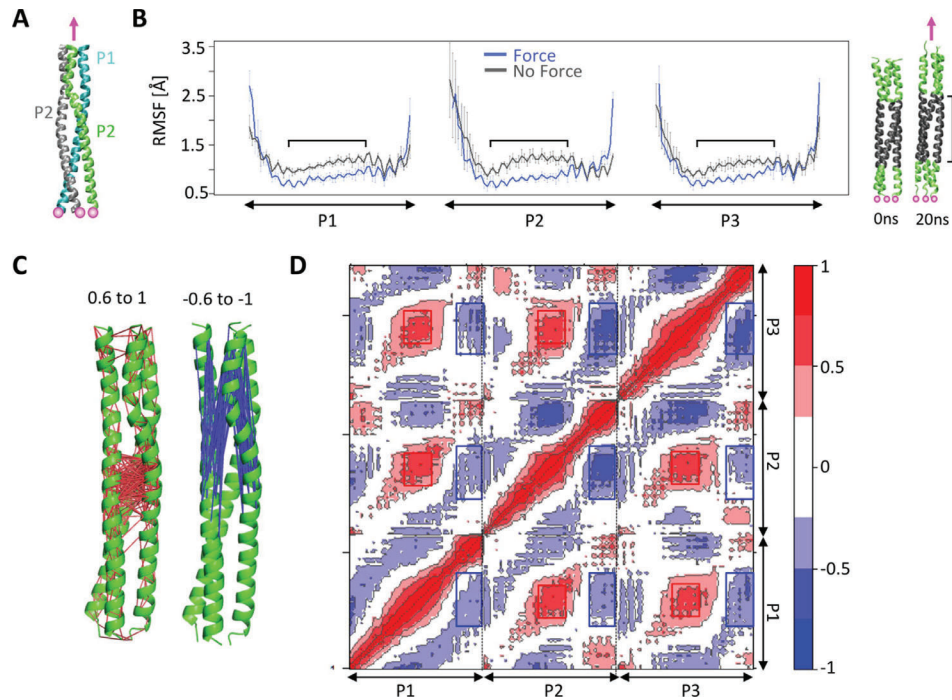 A
P1
P2
P2
B
3.5
2.5
1.5
0.5
RMSF [Å]
Force
No Force
P1
P2
P3
0ns
20ns
C
0.6 to 1
-0.6 to -1
D
P3
P2
P1
P1
P2
P3
1
0.5
0
-0.5
-1